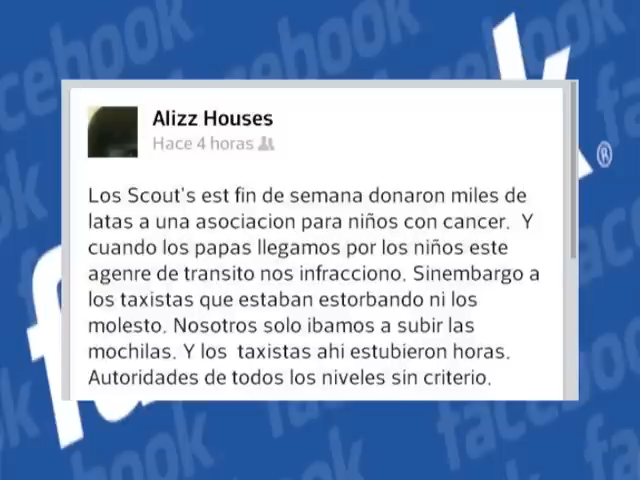 Alizz Houses
Hace 4 horas
Los Scout's est fin de semana donaron miles de
latas a una asociacion para niños con cancer. Y
cuando los papas llegamos por los niños este
agenre de transito nos infracciono. Sinembargo a
los taxistas que estaban estorbando ni los
molesto. Nosotros solo ibamos a subir las
mochilas. Y los taxistas ahi estubieron horas.
Autoridades de todos los niveles sin criterio.